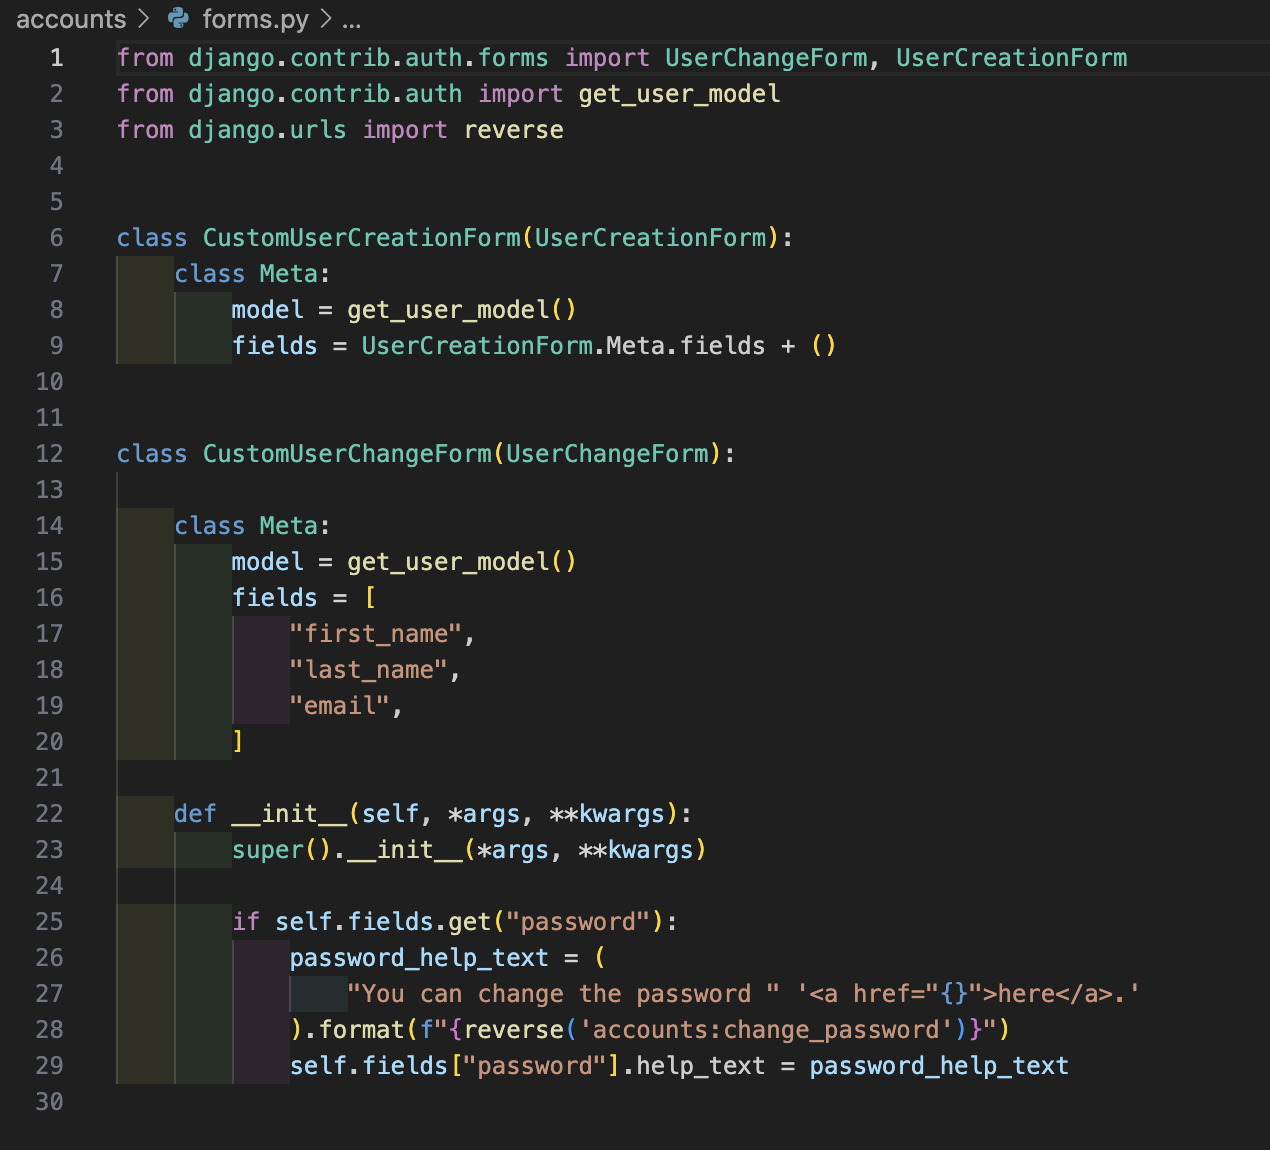 accounts > forms.py > ...
1 from django.contrib.auth.forms import UserChangeForm, UserCreationForm
2 from django.contrib.auth import get_user_model
3 from django.urls import reverse
4
5
6 class CustomUserCreationForm(UserCreationForm):
7     class Meta:
8         model = get_user_model()
9         fields = UserCreationForm.Meta.fields + ()
10
11
12 class CustomUserChangeForm(UserChangeForm):
13
14     class Meta:
15         model = get_user_model()
16         fields = [
17             "first_name",
18             "last_name",
19             "email",
20         ]
21
22     def __init__(self, *args, **kwargs):
23         super().__init__(*args, **kwargs)
24
25         if self.fields.get("password"):
26             password_help_text = (
27                 "You can change the password " '<a href="{}">here</a>.'
28             ).format(f"{reverse('accounts:change_password')}")
29             self.fields["password"].help_text = password_help_text
30